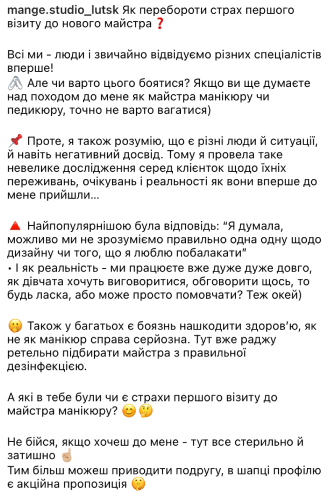 mange.studio_lutsk Як перебороти страх першого
візиту до нового майстра❓
Всі ми - люди і звичайно відвідуємо різних спеціалістів
вперше!
🖇️ Але чи варто цього боятися? Якщо ви ще думаєте
над походом до мене як майстра манікюру чи
педикюру, точно не варто вагатися)
📌 Проте, я також розумію, що є різні люди й ситуації,
й навіть негативний досвід. Тому я провела таке
невелике дослідження серед клієнток щодо їхніх
переживань, очікувань і реальності як вони вперше до
мене прийшли...
🔺 Найпопулярнішою була відповідь: “Я думала,
можливо ми не зрозуміємо правильно одна одну щодо
дизайну чи того, що я люблю побалакати”
• І як реальність - ми працюєте вже дуже дуже довго,
як дівчата хочуть виговоритися, обговорити щось, то
будь ласка, або може просто помовчати? Теж окей)
🤫 Також у багатьох є боязнь нашкодити здоров’ю, як
не як манікюр справа серйозна. Тут вже раджу
ретельно підбирати майстра з правильної
дезінфекцією.
А які в тебе були чи є страхи першого візиту до
майстра манікюру? 😊🤔
Не бійся, якщо хочеш до мене - тут все стерильно й
затишно ☝🏼
Тим більш можеш приводити подругу, в шапці профілю
є акційна пропозиція 🤫